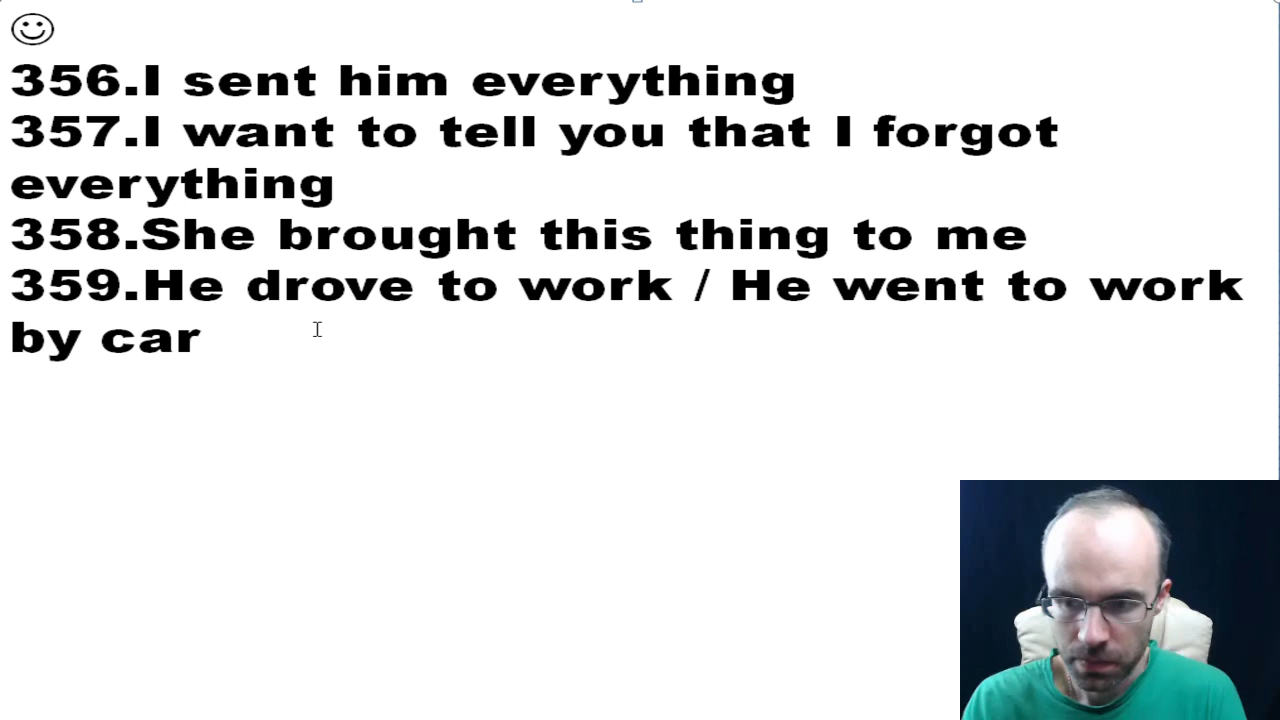 356.I sent him everything
357.I want to tell you that I forgot
everything
358.She brought this thing to me
359.He drove to work / He went to work
by car